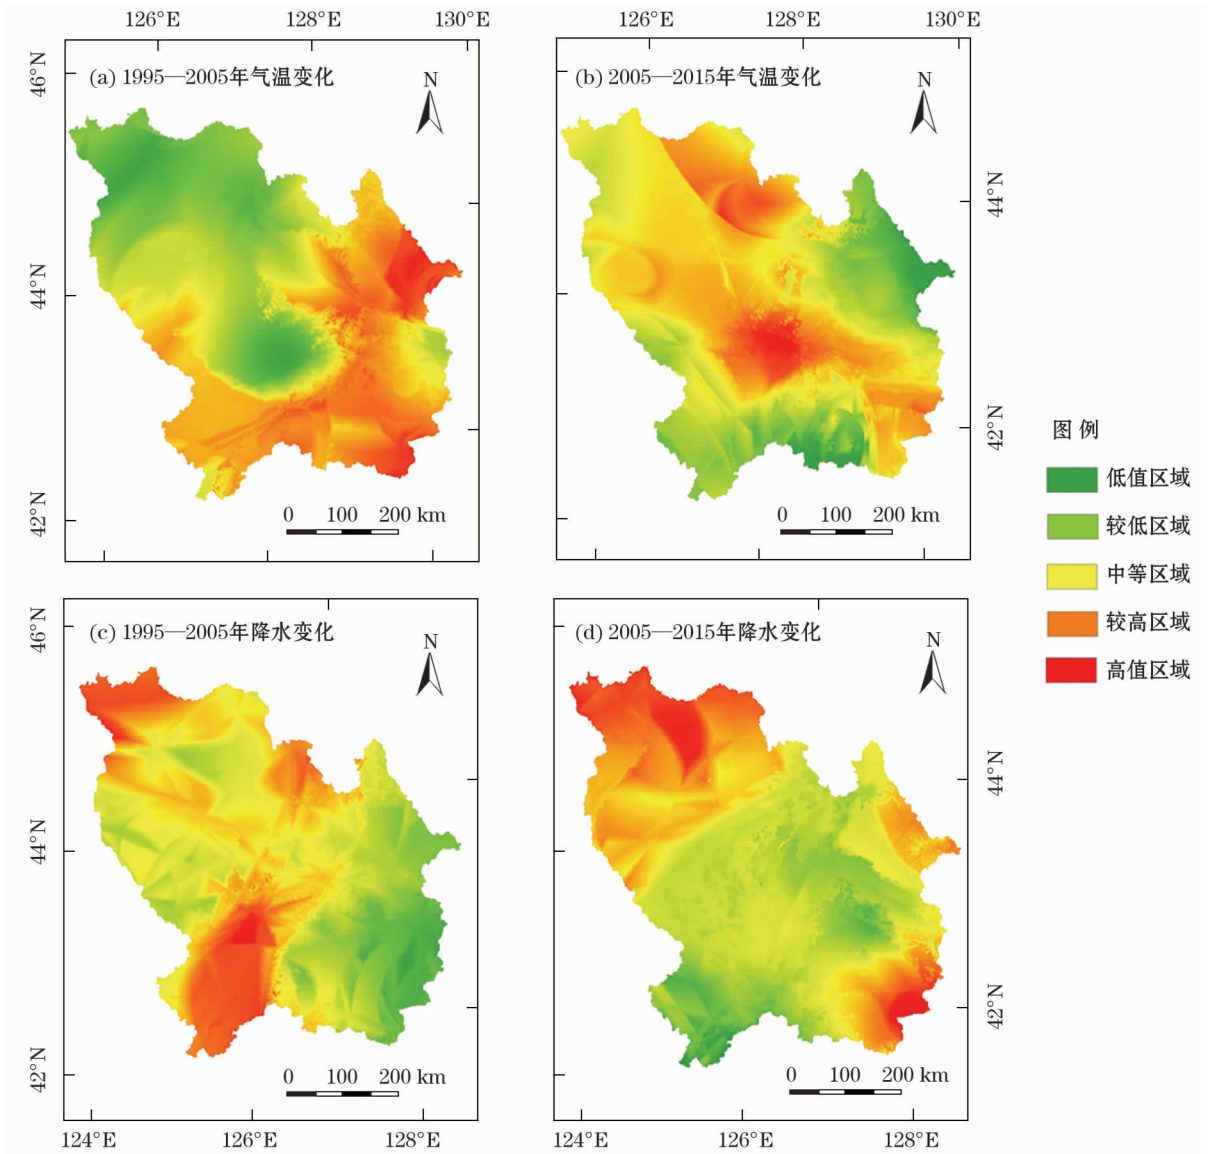 126°E 128°E 130°E 126°E 128°E 130°E
46°N
(a) 1995—2005年气温变化
N
(b) 2005—2015年气温变化
N
44°N
44°N
42°N
42°N
0 100 200 km
0 100 200 km
图 例
低值区域
较低区域
中等区域
较高区域
高值区域
46°N
(c) 1995—2005年降水变化
N
(d) 2005—2015年降水变化
N
44°N
44°N
42°N
42°N
0 100 200 km
0 100 200 km
124°E 126°E 128°E 124°E 126°E 128°E